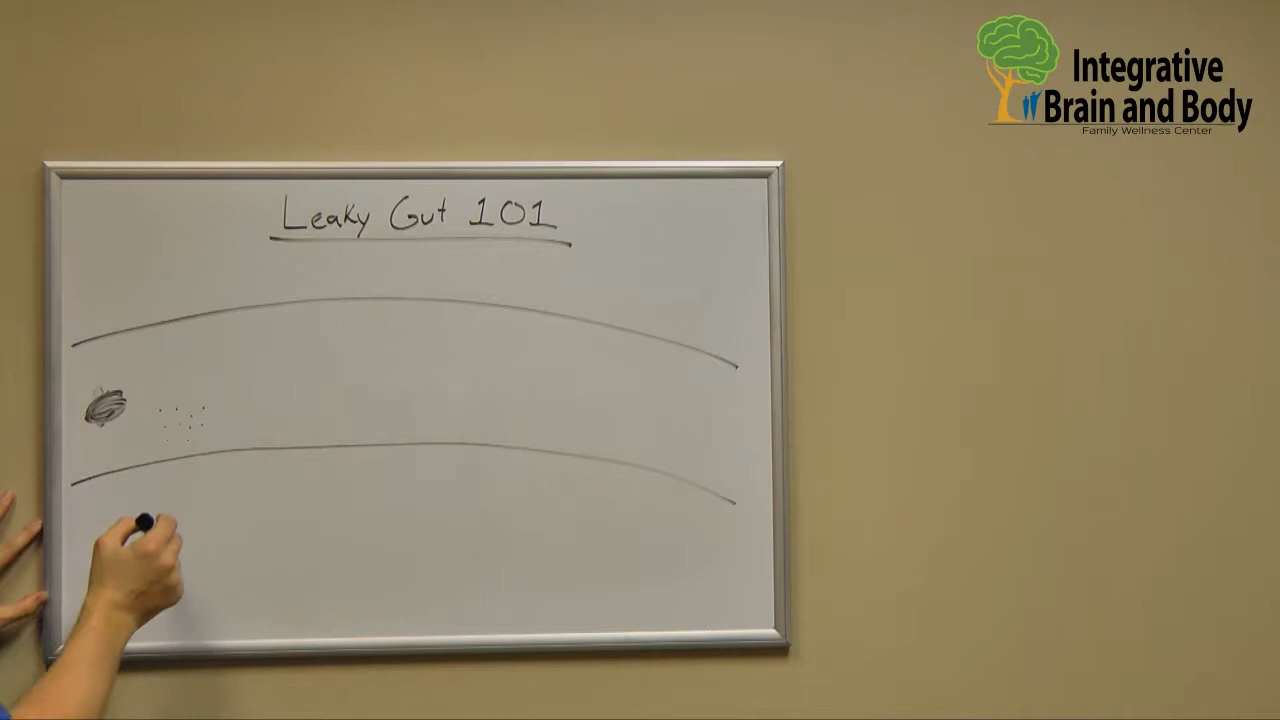 Integrative
Brain and Body
Family Wellness Center
Leaky Gut 101